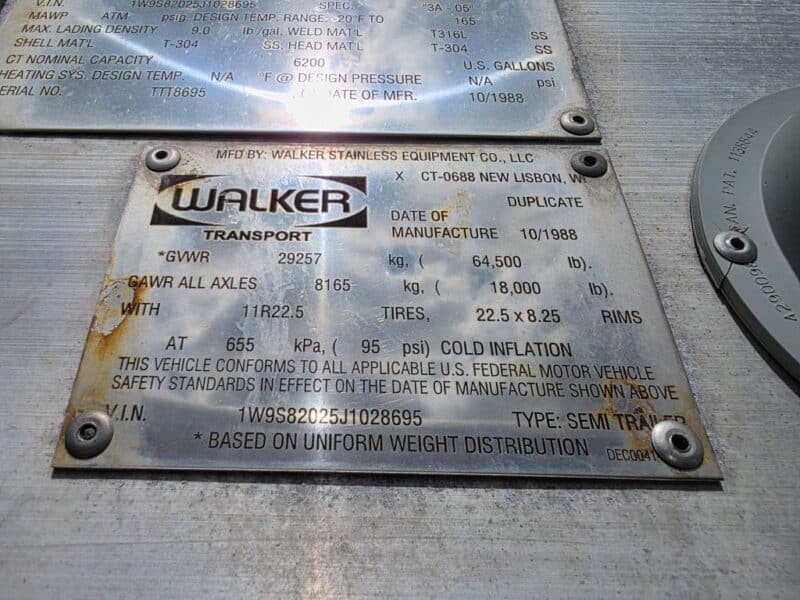 V.I.N. 1W9S82025J1028695 SPEC. "3A -.05"
MAWP ATM psig. DESIGN TEMP. RANGE: -20°F TO 165
MAX. LADING DENSITY 9.0 lb/gal. WELD MAT'L T316L SS
SHELL MAT'L T-304 SS, HEAD MAT'L T-304 SS
CT NOMINAL CAPACITY 6200 U.S. GALLONS
HEATING SYS. DESIGN TEMP. N/A °F @ DESIGN PRESSURE N/A psi
SERIAL NO. TTT8695 DATE OF MFR. 10/1988
MFD BY: WALKER STAINLESS EQUIPMENT CO., LLC
X CT-0688 NEW LISBON, WI
WALKER
TRANSPORT
DUPLICATE
DATE OF
MANUFACTURE 10/1988
*GVWR 29257 kg, ( 64,500 lb).
GAWR ALL AXLES 8165 kg, ( 18,000 lb).
WITH 11R22.5 TIRES, 22.5 x 8.25 RIMS
AT 655 kPa, ( 95 psi) COLD INFLATION
THIS VEHICLE CONFORMS TO ALL APPLICABLE U.S. FEDERAL MOTOR VEHICLE
SAFETY STANDARDS IN EFFECT ON THE DATE OF MANUFACTURE SHOWN ABOVE
V.I.N. 1W9S82025J1028695 TYPE: SEMI TRAILER
* BASED ON UNIFORM WEIGHT DISTRIBUTION DEC0041
PAT. 1138644
A29009